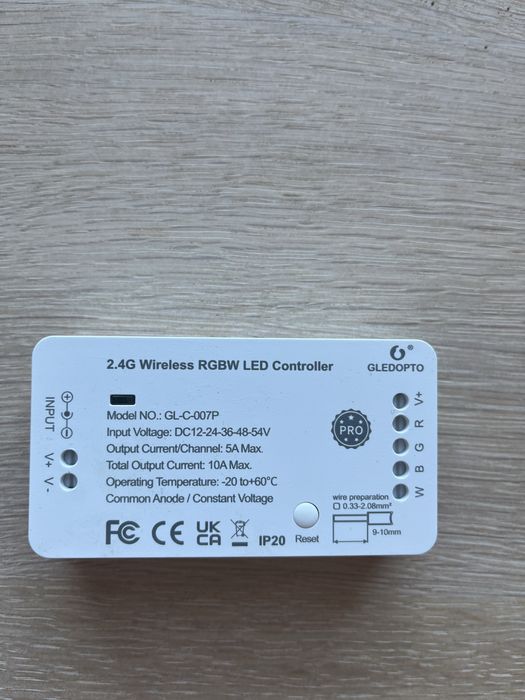 2.4G Wireless RGBW LED Controller
GLEDOPTO®
Model NO.: GL-C-007P
Input Voltage: DC12-24-36-48-54V
Output Current/Channel: 5A Max.
Total Output Current: 10A Max.
Operating Temperature: -20 to+60℃
Common Anode / Constant Voltage
FC CE UK CA IP20
Reset
INPUT
V+
V-
PRO
V+
R
G
B
W
wire preparation
0.33-2.08mm²
9-10mm